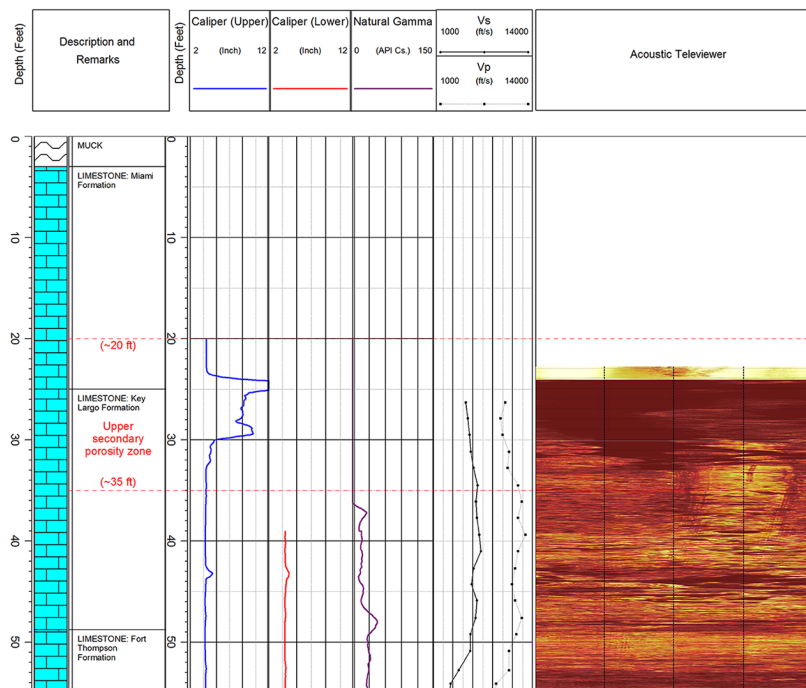 Depth (Feet)
Description and
Remarks
Depth (Feet)
Caliper (Upper)
2 (Inch) 12
Caliper (Lower)
2 (Inch) 12
Natural Gamma
0 (API Cs.) 150
Vs
1000 (ft/s) 14000
Vp
1000 (ft/s) 14000
Acoustic Televiewer
0
10
20
30
40
50
MUCK
LIMESTONE: Miami
Formation
(~20 ft)
LIMESTONE: Key
Largo Formation
Upper
secondary
porosity zone
(~35 ft)
LIMESTONE: Fort
Thompson
Formation
0
10
20
30
40
50